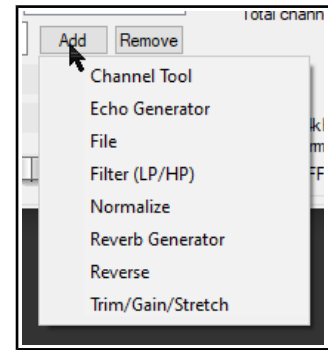 Total chann
Add Remove
Channel Tool
Echo Generator
File
Filter (LP/HP)
Normalize
Reverb Generator
Reverse
Trim/Gain/Stretch